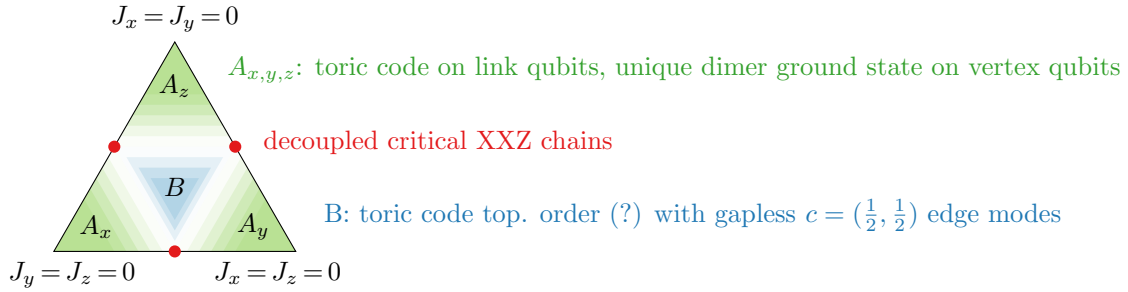 J_x = J_y = 0
A_{x,y,z}: toric code on link qubits, unique dimer ground state on vertex qubits
A_z
decoupled critical XXZ chains
B
B: toric code top. order (?) with gapless c = (1/2, 1/2) edge modes
A_x
A_y
J_y = J_z = 0
J_x = J_z = 0